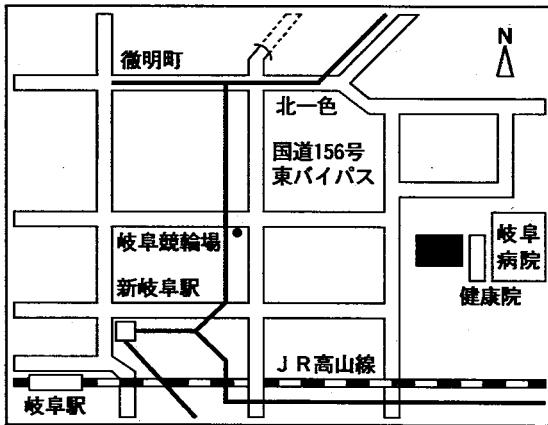 徹明町
N
北一色
国道156号
東バイパス
岐阜競輪場
岐阜
病院
新岐阜駅
健康院
ＪＲ高山線
岐阜駅